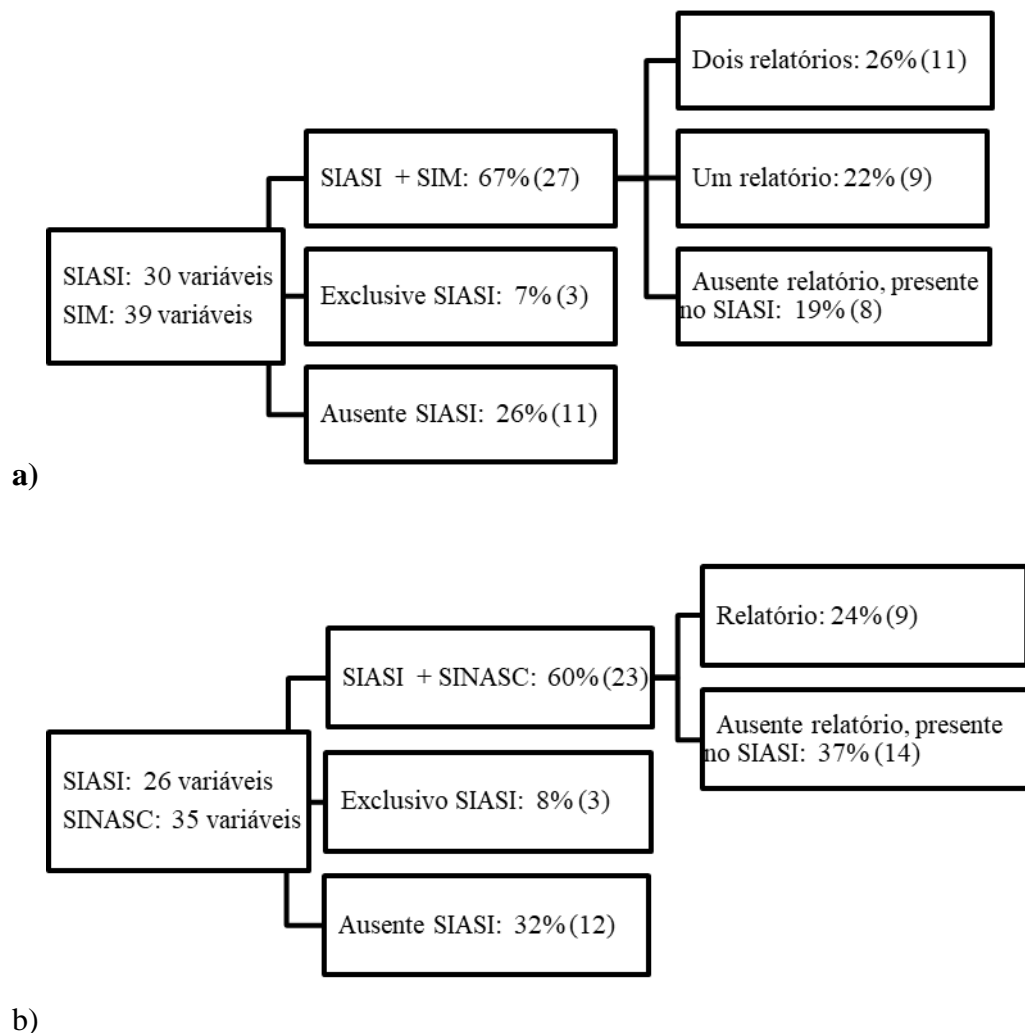 Dois relatórios: 26% (11)
SIASI + SIM: 67% (27)
Um relatório: 22% (9)
SIASI: 30 variáveis
SIM: 39 variáveis
Exclusive SIASI: 7% (3)
Ausente relatório, presente
no SIASI: 19% (8)
Ausente SIASI: 26% (11)
a)
Relatório: 24% (9)
SIASI + SINASC: 60% (23)
Ausente relatório, presente
no SIASI: 37% (14)
SIASI: 26 variáveis
SINASC: 35 variáveis
Exclusivo SIASI: 8% (3)
Ausente SIASI: 32% (12)
b)